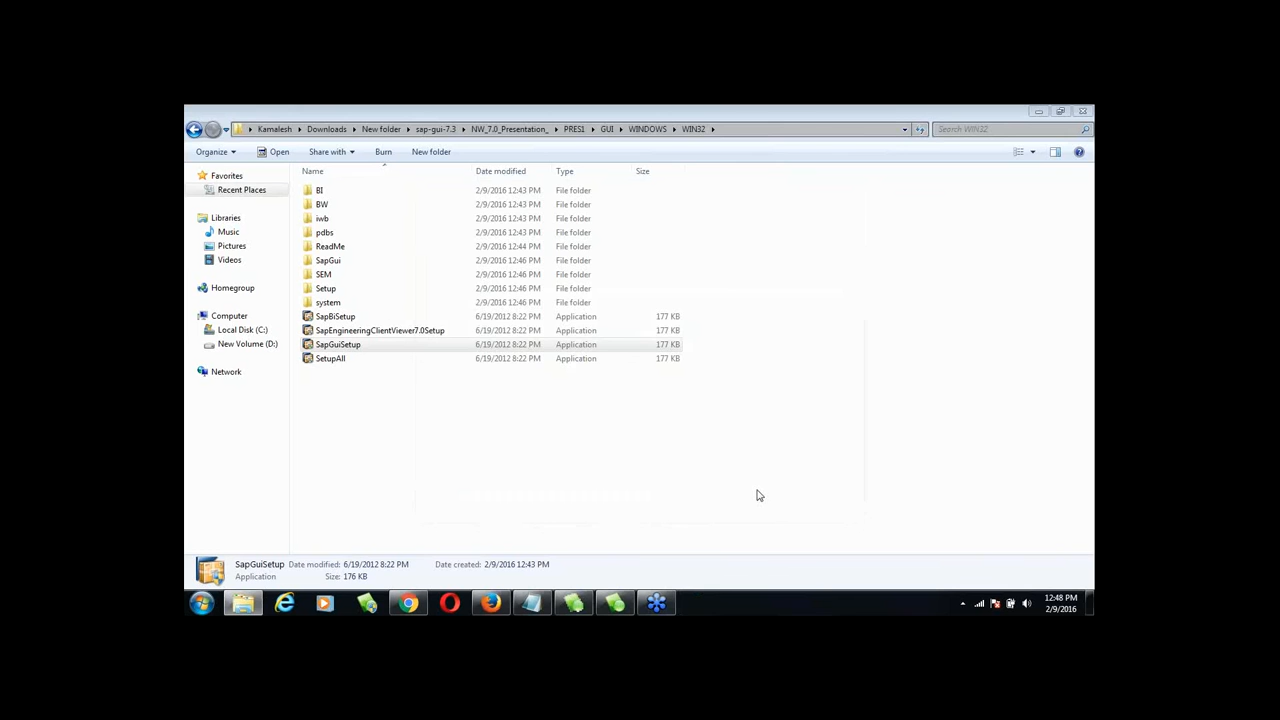 Kamalesh Downloads New folder sap-gui-7.3 NW_7.0_Presentation_ PRES1 GUI WINDOWS WIN32 Search WIN32
Organize Open Share with Burn New folder
Name Date modified Type Size
Favorites
Recent Places
Libraries
Music
Pictures
Videos
Homegroup
Computer
Local Disk (C:)
New Volume (D:)
Network
BI 2/9/2016 12:43 PM File folder
BW 2/9/2016 12:43 PM File folder
iwb 2/9/2016 12:43 PM File folder
pdbs 2/9/2016 12:43 PM File folder
ReadMe 2/9/2016 12:44 PM File folder
SapGui 2/9/2016 12:46 PM File folder
SEM 2/9/2016 12:46 PM File folder
Setup 2/9/2016 12:46 PM File folder
system 2/9/2016 12:46 PM File folder
SapBiSetup 6/19/2012 8:22 PM Application 177 KB
SapEngineeringClientViewer7.0Setup 6/19/2012 8:22 PM Application 177 KB
SapGuiSetup 6/19/2012 8:22 PM Application 177 KB
SetupAll 6/19/2012 8:22 PM Application 177 KB
SapGuiSetup Date modified: 6/19/2012 8:22 PM Date created: 2/9/2016 12:43 PM
Application Size: 176 KB
12:48 PM
2/9/2016